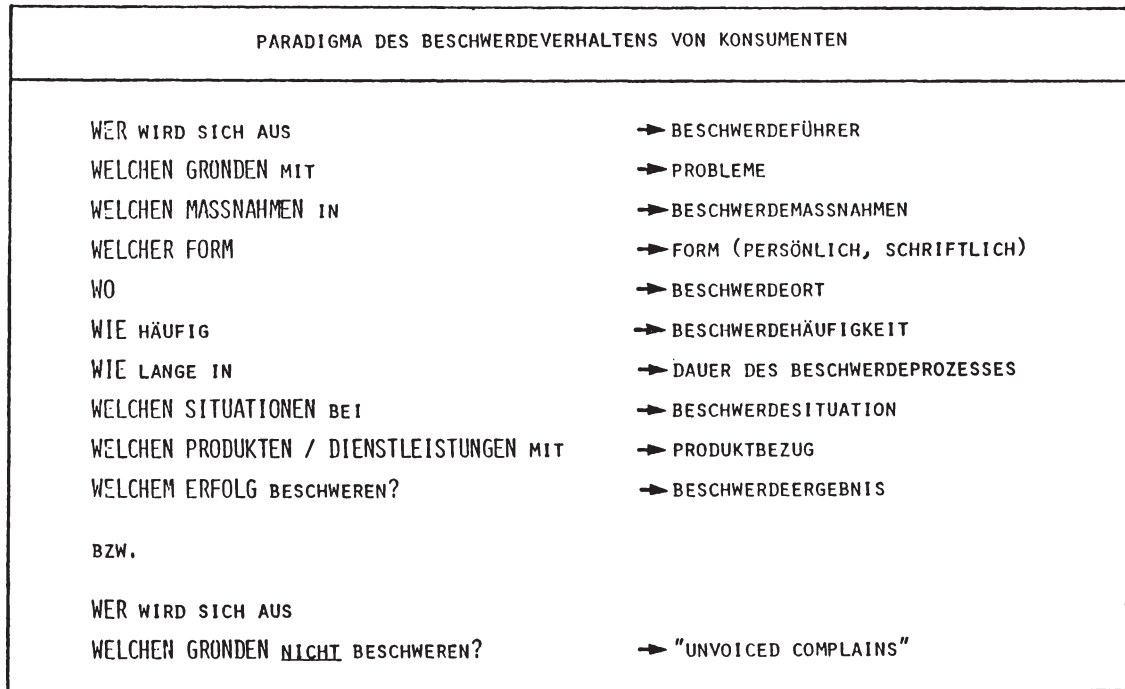 PARADIGMA DES BESCHWERDEVERHALTENS VON KONSUMENTEN
WER WIRD SICH AUS → BESCHWERDEFÜHRER
WELCHEN GRÜNDEN MIT → PROBLEME
WELCHEN MASSNAHMEN IN → BESCHWERDEMASSNAHMEN
WELCHER FORM → FORM (PERSÖNLICH, SCHRIFTLICH)
WO → BESCHWERDEORT
WIE HÄUFIG → BESCHWERDEHÄUFIGKEIT
WIE LANGE IN → DAUER DES BESCHWERDEPROZESSES
WELCHEN SITUATIONEN BEI → BESCHWERDESITUATION
WELCHEN PRODUKTEN / DIENSTLEISTUNGEN MIT → PRODUKTBEZUG
WELCHEM ERFOLG BESCHWEREN? → BESCHWERDEERGEBNIS
BZW.
WER WIRD SICH AUS
WELCHEN GRÜNDEN NICHT BESCHWEREN? → "UNVOICED COMPLAINS"